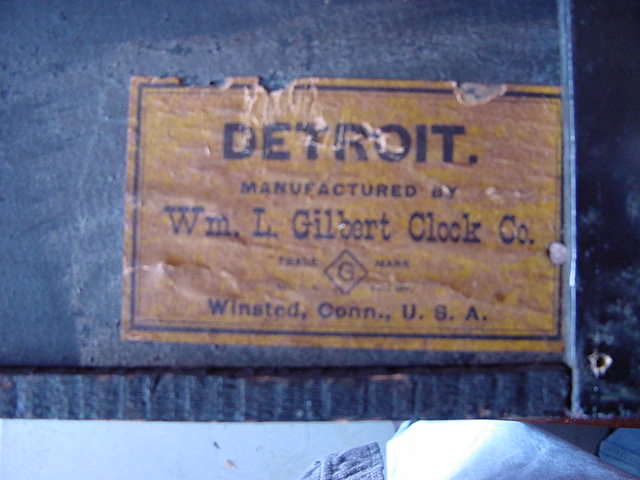 DETROIT.
MANUFACTURED BY
Wm. L. Gilbert Clock Co.
TRADE G MARK
Winsted, Conn., U. S. A.